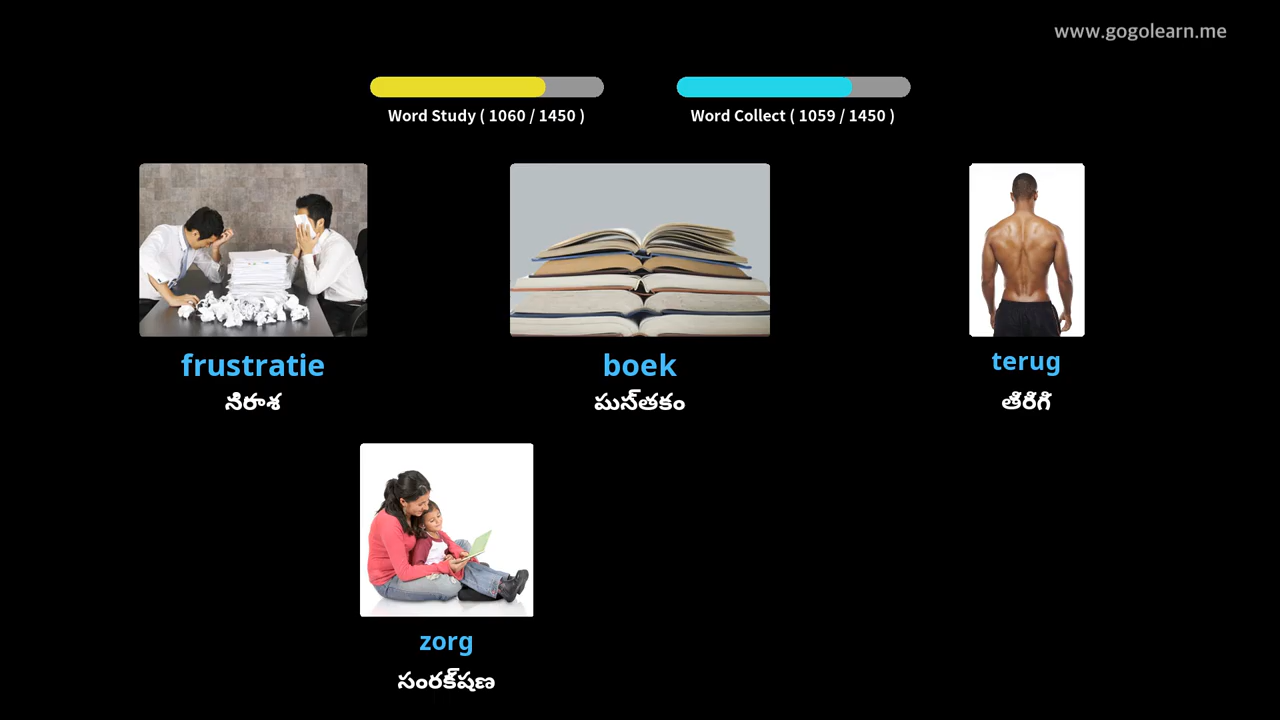 www.gogolearn.me
Word Study ( 1060 / 1450 )
Word Collect ( 1059 / 1450 )
frustratie
boek
terug
నిరాశ
పుస్తకం
తిరిగి
zorg
సంరక్షణ